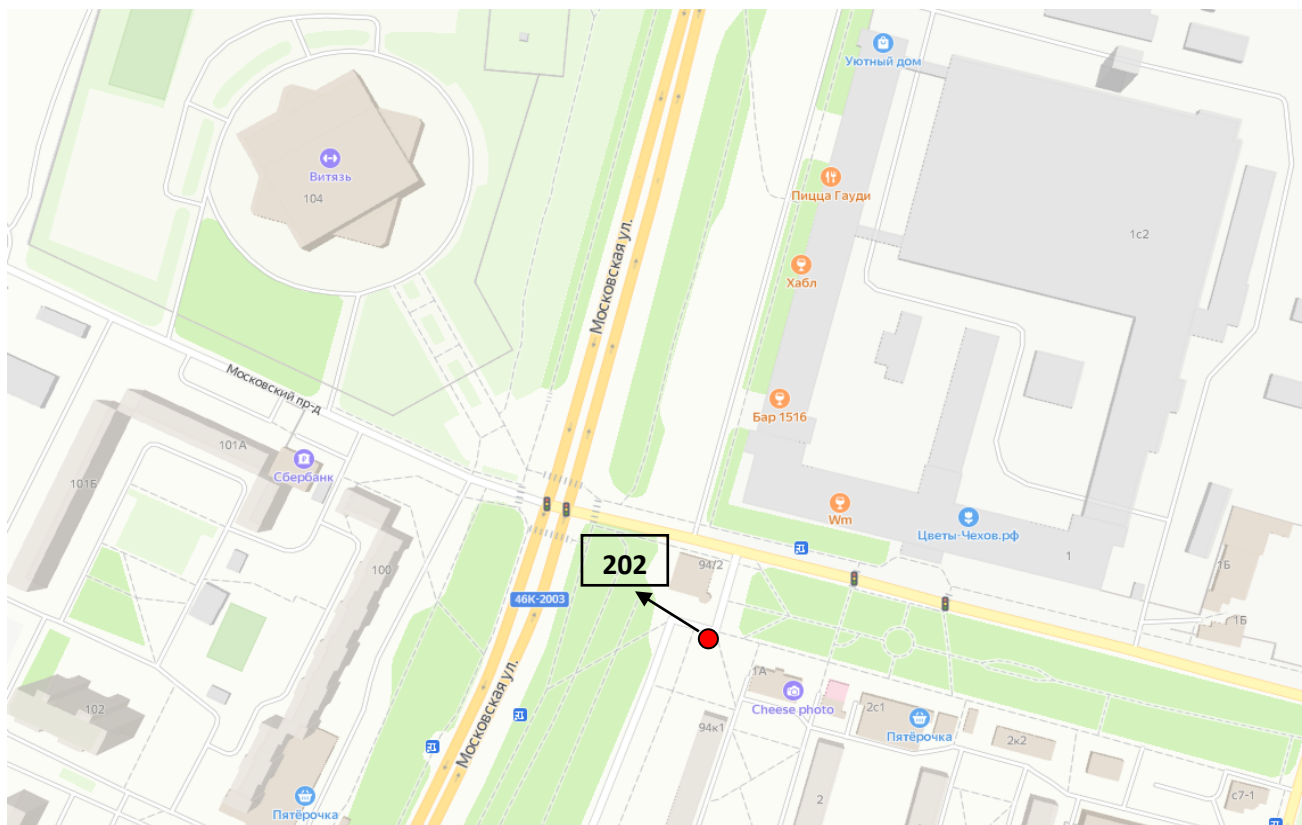 Уютный дом
Витязь
104
Пицца Гауди
1с2
Московская ул.
Хабл
Московский пр-д
Бар 1516
101А
101Б
Сбербанк
Wm
Цветы-Чехов.рф
1
94/2
202
100
1Б
46К-2003
1Б
1А
Московская ул.
Cheese photo
2с1
102
94к1
Пятёрочка
2к2
2
с7-1
Пятёрочка